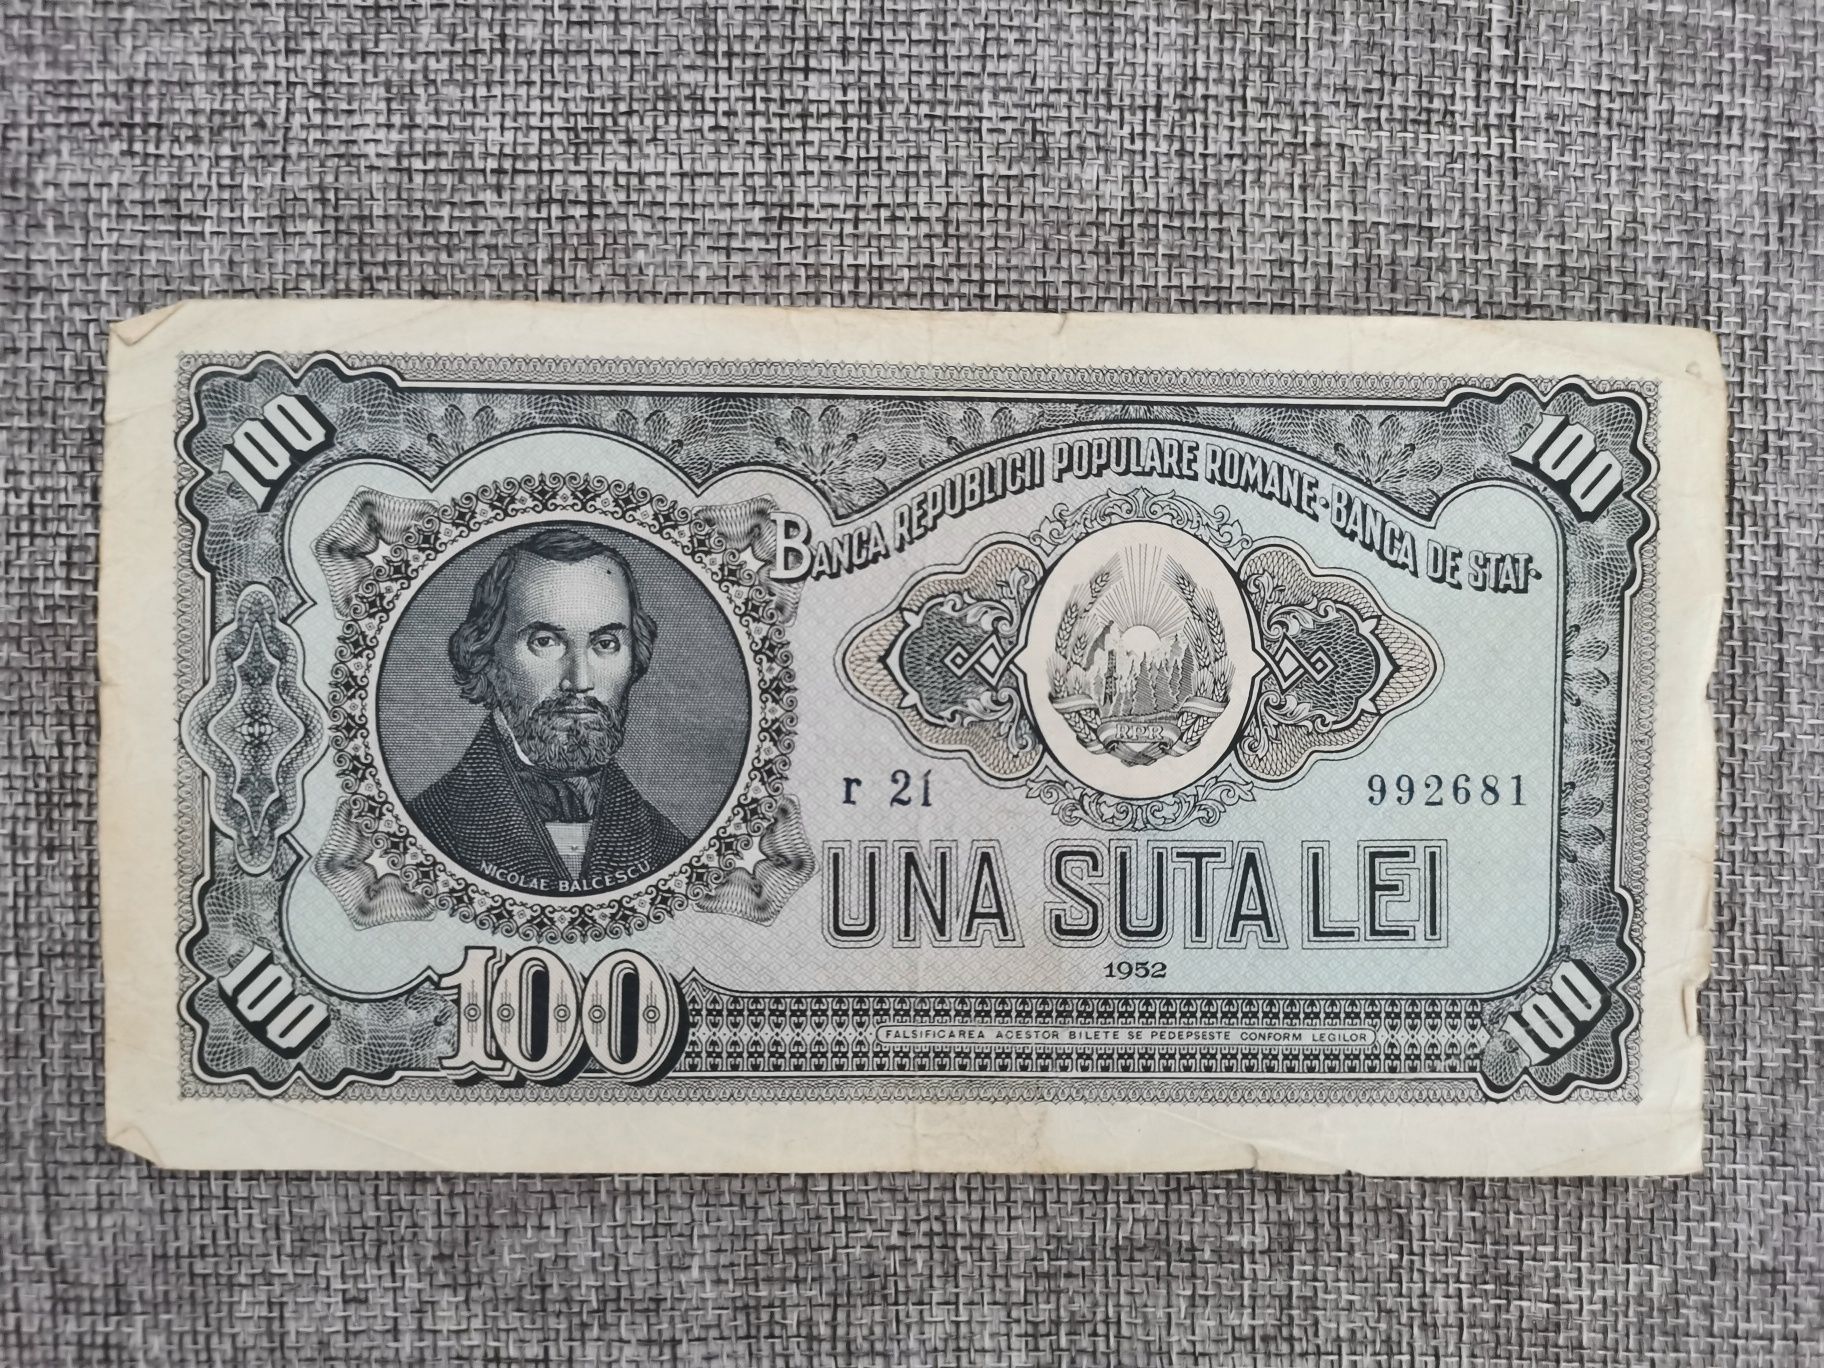 100
100
BANCA REPUBLICII POPULARE ROMANE·BANCA DE STAT·
RPR
r 21 992681
NICOLAE BALCESCU
UNA SUTA LEI
1952
100
100
100
FALSIFICAREA ACESTOR BILETE SE PEDEPSESTE CONFORM LEGILOR